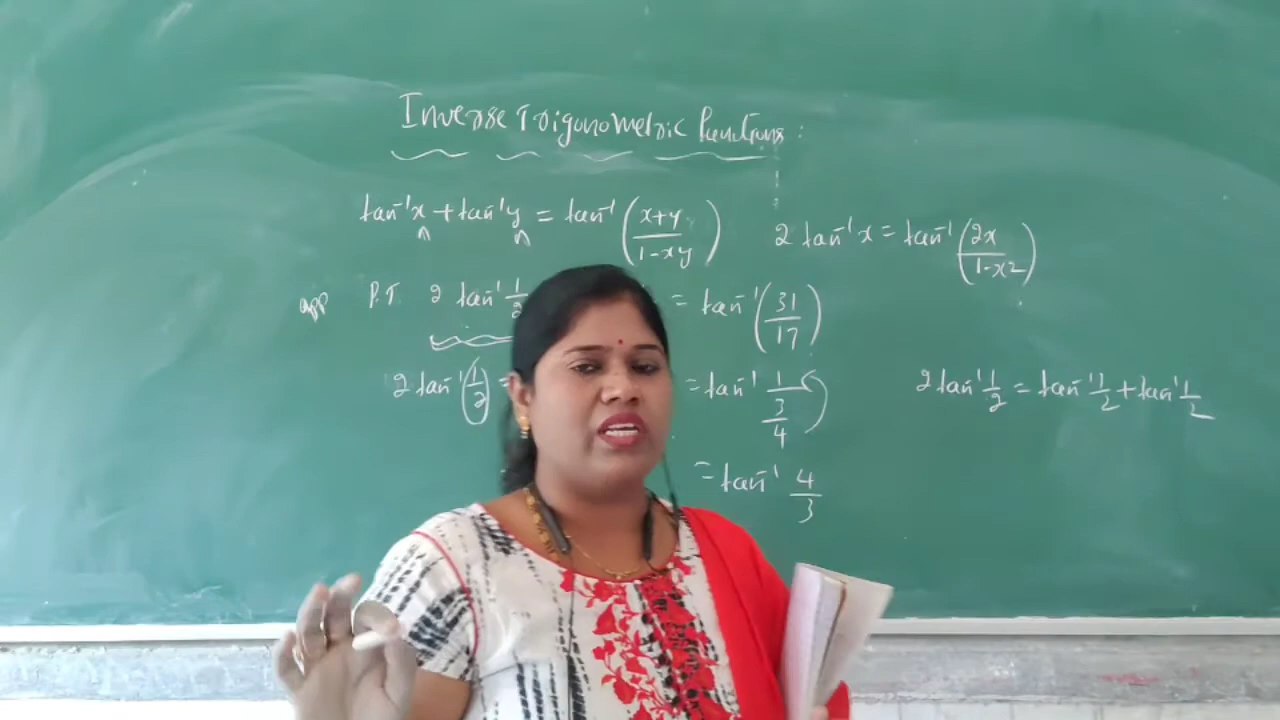 Inverse Trigonometric Functions :
tan⁻¹x + tan⁻¹y = tan⁻¹ (x+y / 1-xy)
2 tan⁻¹x = tan⁻¹ (2x / 1-x2)
app P.T. 2 tan⁻¹ 1/2 = tan⁻¹ (31/17)
2 tan⁻¹ (1/2) = = tan⁻¹ 1 / 3/4
2 tan⁻¹ 1/2 = tan⁻¹ 1/2 + tan⁻¹ 1/2
= tan⁻¹ 4/3